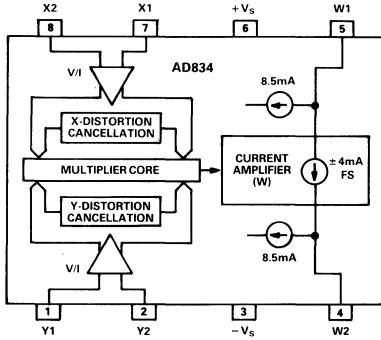 X2
X1
+VS
W1
8
7
6
5
AD834
V/I
8.5mA
X-DISTORTION
CANCELLATION
MULTIPLIER CORE
CURRENT
AMPLIFIER
(W)
±4mA
FS
Y-DISTORTION
CANCELLATION
V/I
8.5mA
1
2
3
4
Y1
Y2
−VS
W2